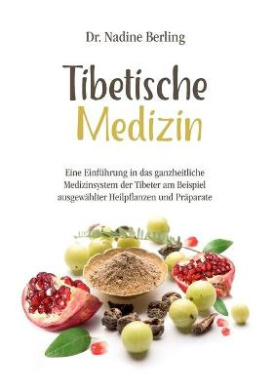 Dr. Nadine Berling
Tibetische
Medizin
Eine Einführung in das ganzheitliche
Medizinsystem der Tibeter am Beispiel
ausgewählter Heilpflanzen und Präparate